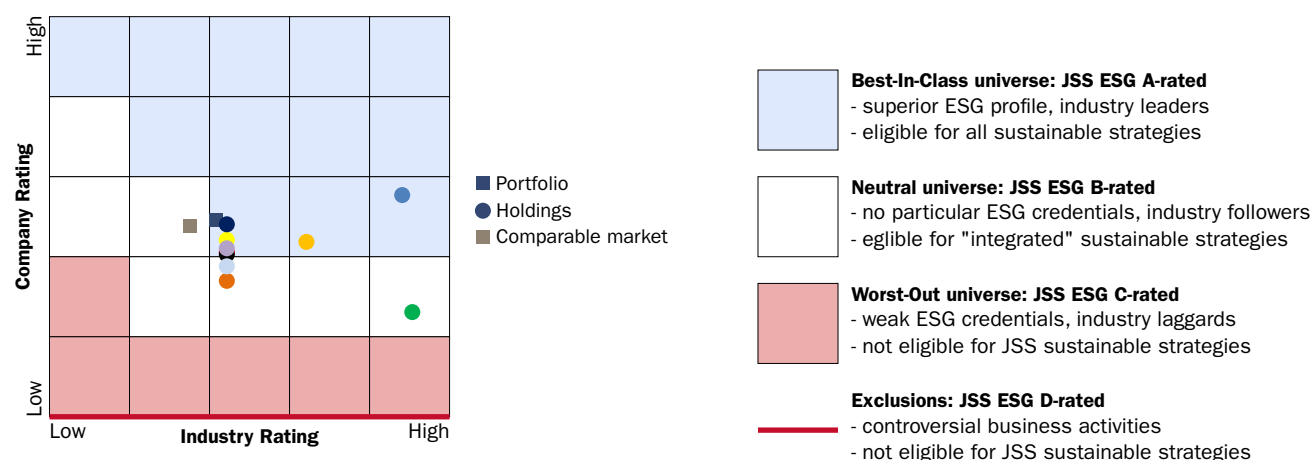 High
Company Rating
Low
Low
Industry Rating
High
Portfolio
Holdings
Comparable market
Best-In-Class universe: JSS ESG A-rated
- superior ESG profile, industry leaders
- eligible for all sustainable strategies
Neutral universe: JSS ESG B-rated
- no particular ESG credentials, industry followers
- eglible for "integrated" sustainable strategies
Worst-Out universe: JSS ESG C-rated
- weak ESG credentials, industry laggards
- not eligible for JSS sustainable strategies
Exclusions: JSS ESG D-rated
- controversial business activities
- not eligible for JSS sustainable strategies